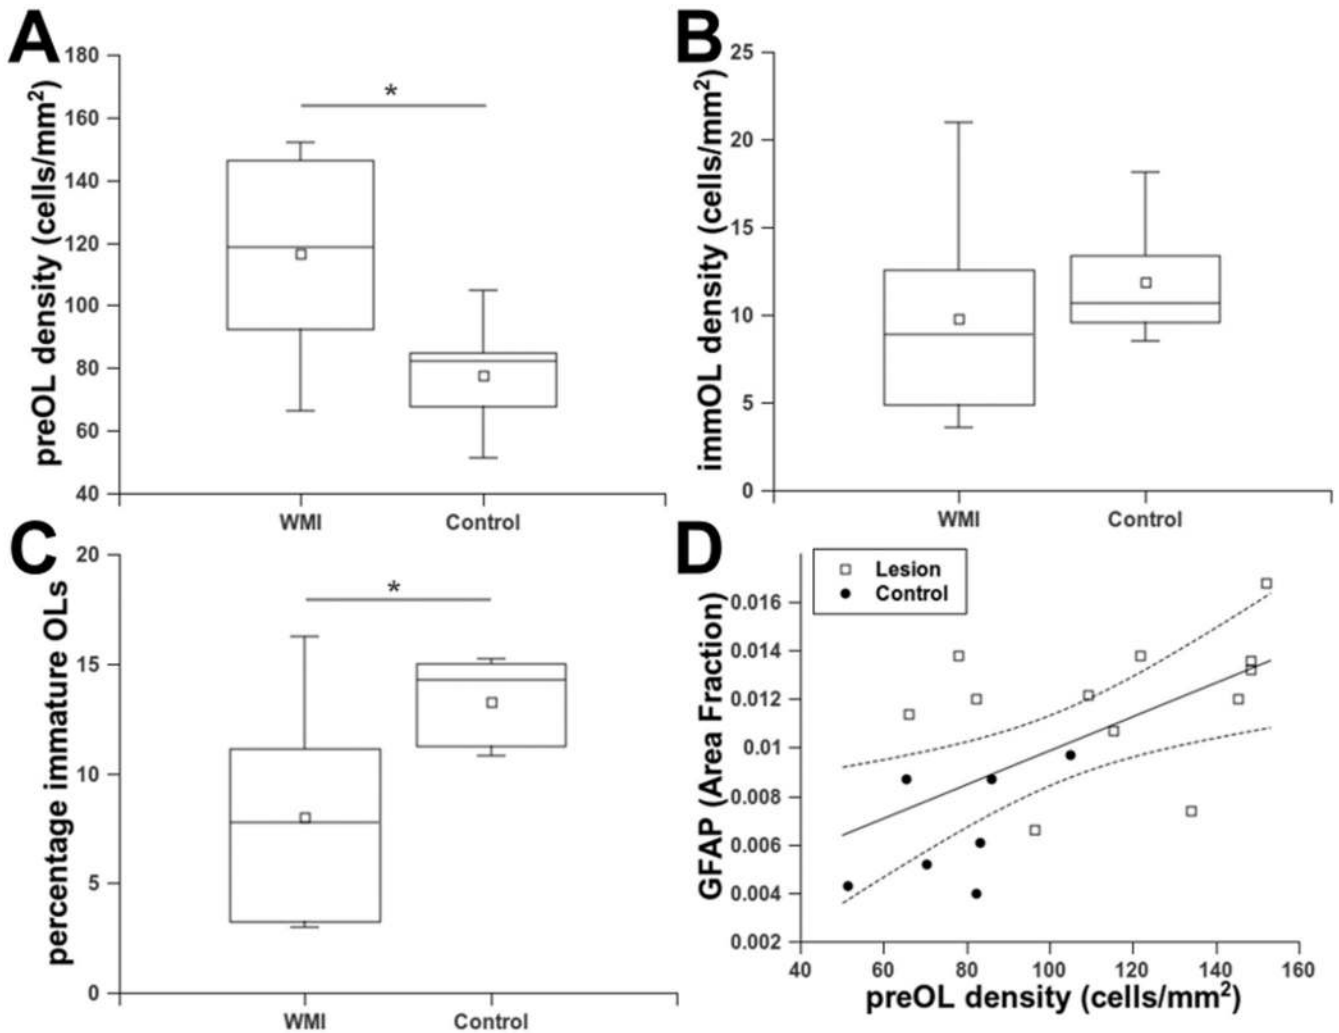 A
preOL density (cells/mm²)
180
160
140
120
100
80
60
40
*
WMI
Control
B
immOL density (cells/mm²)
25
20
15
10
5
0
WMI
Control
C
percentage immature OLs
20
15
10
5
0
*
WMI
Control
D
GFAP (Area Fraction)
0.016
0.014
0.012
0.01
0.008
0.006
0.004
0.002
Lesion
Control
40 60 80 100 120 140 160
preOL density (cells/mm²)